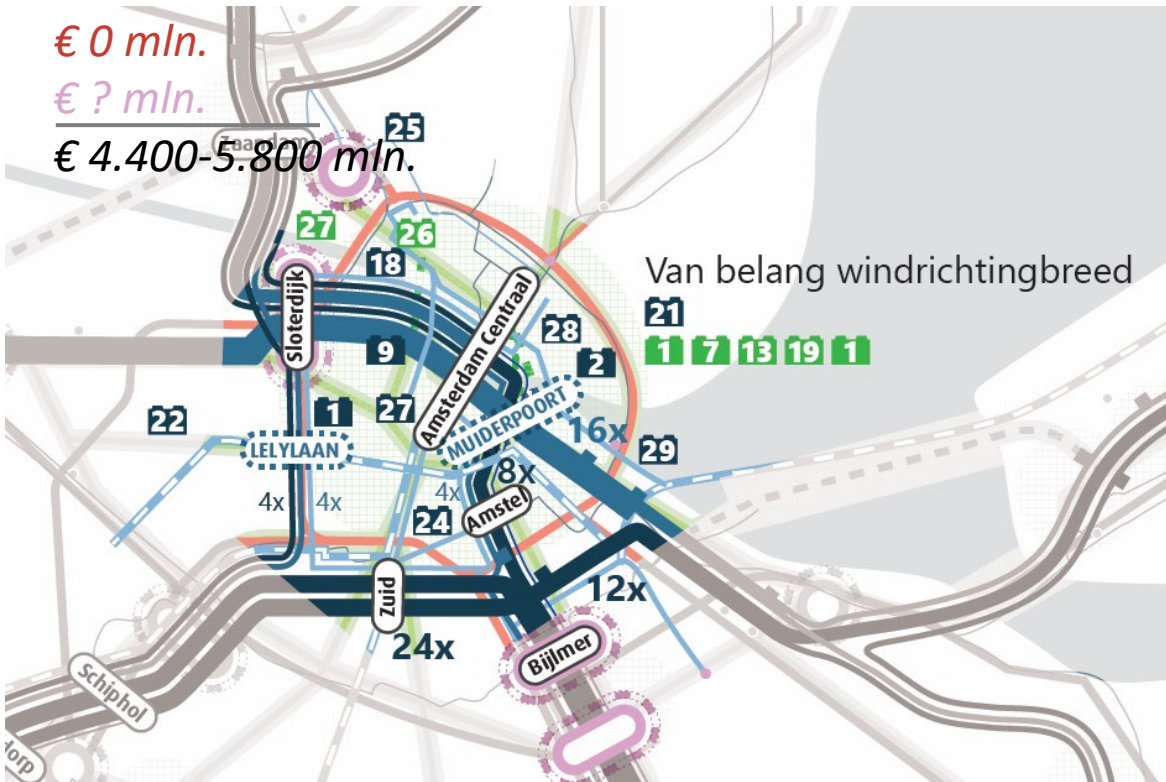 € 0 mln.
€ ? mln.
€ 4.400-5.800 mln.
Zaandam
25
27
26
18
Sloterdijk
Amsterdam Centraal
Van belang windrichtingbreed
21
1 7 13 19 1
28
9
2
22
1
27
MUIDERPOORT
16x
LELYLAAN
29
8x
4x
4x
4x
24
Amstel
Zuid
12x
24x
Bijlmer
Schiphol
dorp